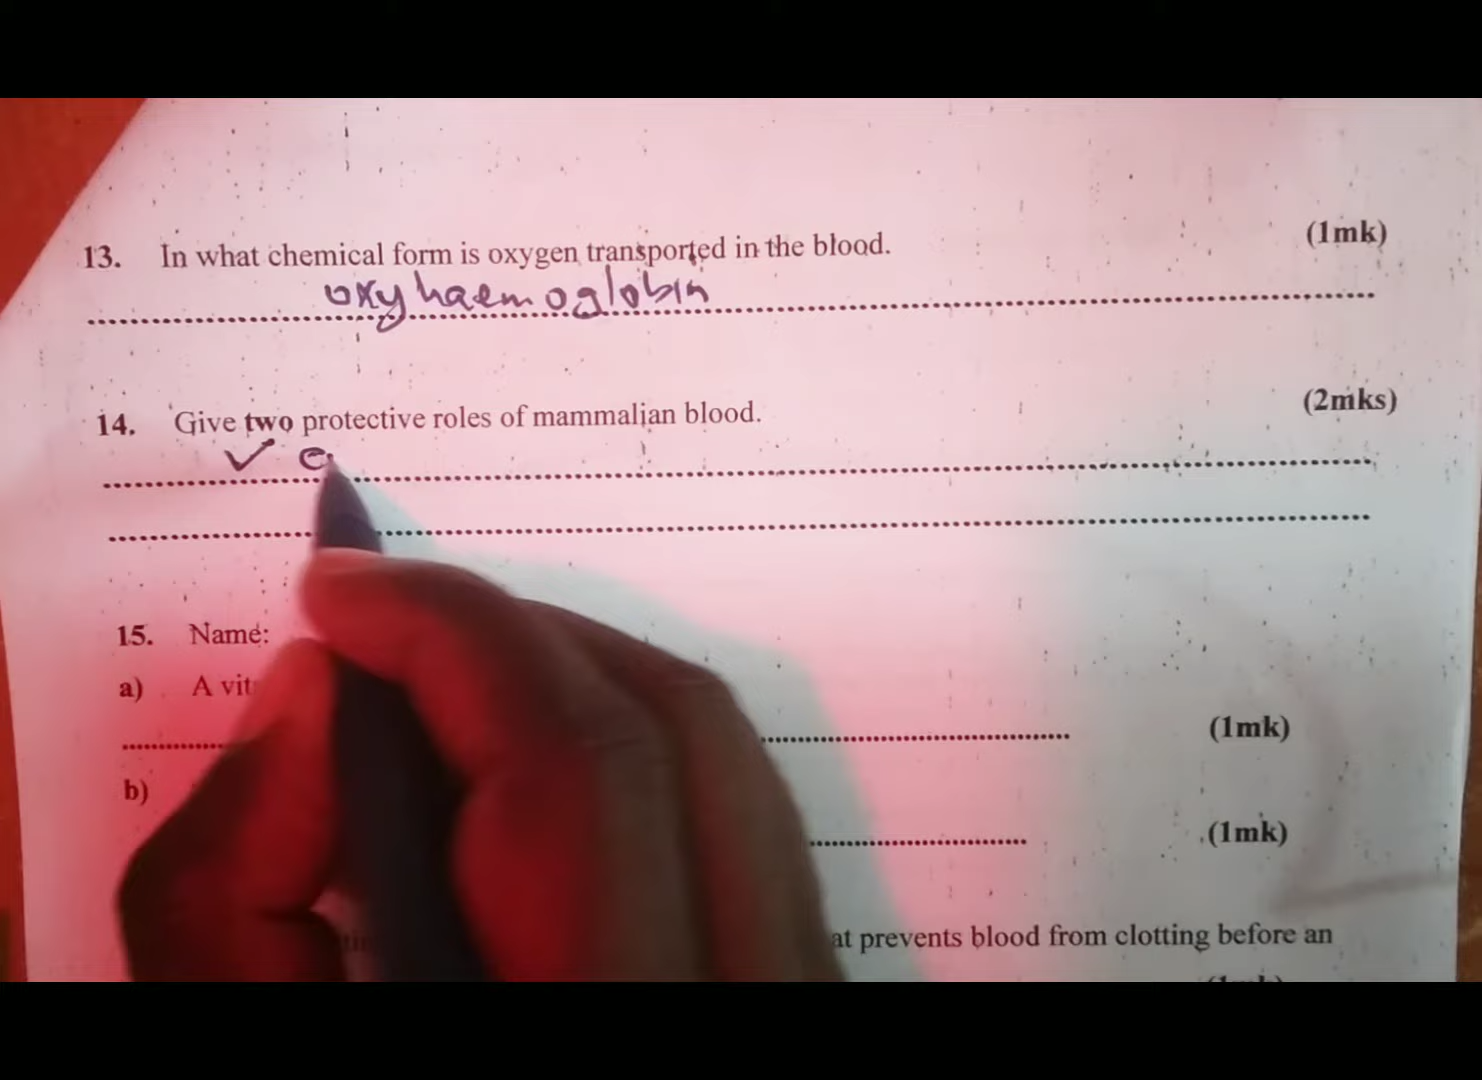 13. In what chemical form is oxygen transported in the blood. (1mk)
oxyhaemoglobin
14. Give two protective roles of mammalian blood. (2mks)
15. Name:
a) A vit
(1mk)
b)
(1mk)
at prevents blood from clotting before an